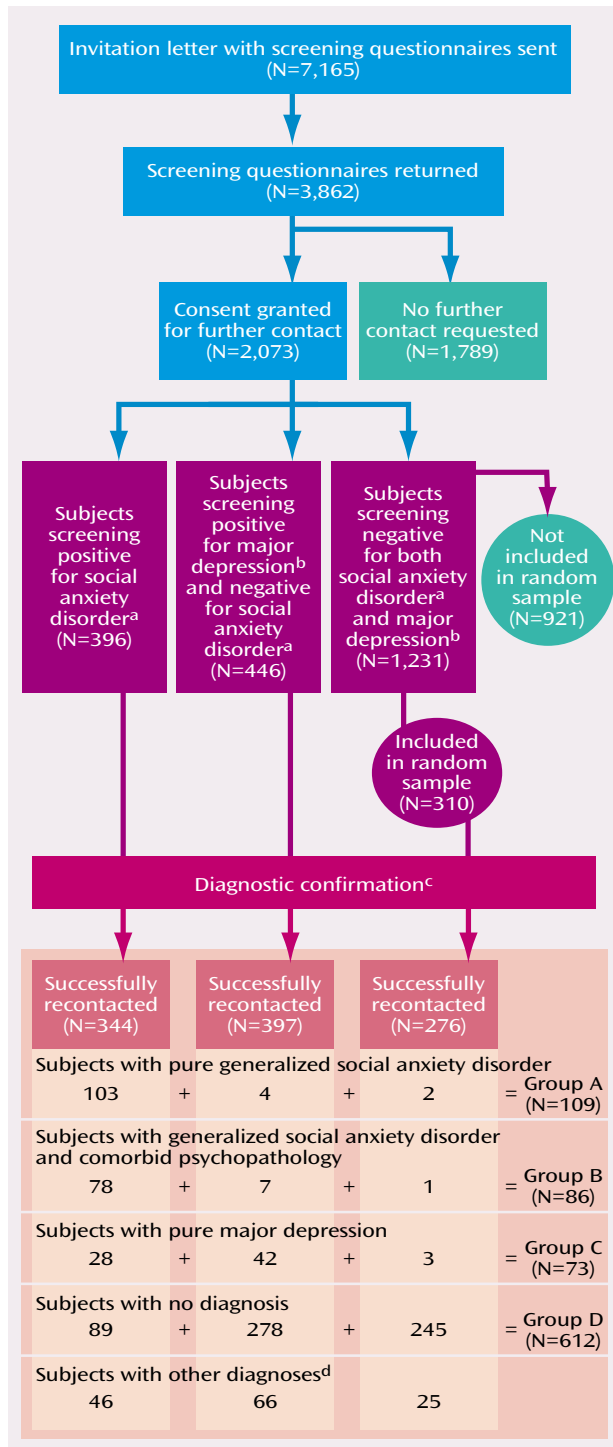 Invitation letter with screening questionnaires sent
(N=7,165)
Screening questionnaires returned
(N=3,862)
Consent granted
for further contact
(N=2,073)
No further
contact requested
(N=1,789)
Subjects
screening
positive
for social
anxiety
disorderᵃ
(N=396)
Subjects
screening
positive
for major
depressionᵇ
and negative
for social
anxiety
disorderᵃ
(N=446)
Subjects
screening
negative
for both
social anxiety
disorderᵃ
and major
depressionᵇ
(N=1,231)
Not
included
in random
sample
(N=921)
Included
in random
sample
(N=310)
Diagnostic confirmationᶜ
Successfully
recontacted
(N=344)
Successfully
recontacted
(N=397)
Successfully
recontacted
(N=276)
Subjects with pure generalized social anxiety disorder
103 + 4 + 2 = Group A
(N=109)
Subjects with generalized social anxiety disorder
and comorbid psychopathology
78 + 7 + 1 = Group B
(N=86)
Subjects with pure major depression
28 + 42 + 3 = Group C
(N=73)
Subjects with no diagnosis
89 + 278 + 245 = Group D
(N=612)
Subjects with other diagnosesᵈ
46 66 25